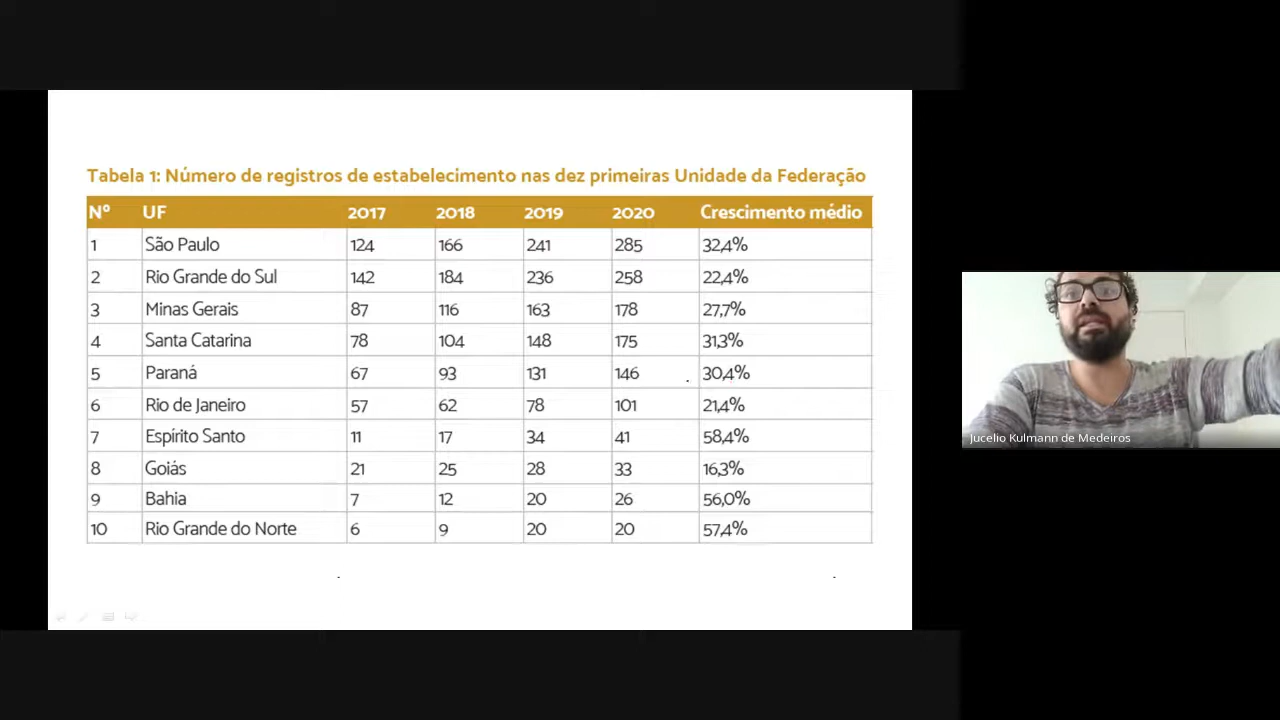 Tabela 1: Número de registros de estabelecimento nas dez primeiras Unidade da Federação
Nº UF 2017 2018 2019 2020 Crescimento médio
1 São Paulo 124 166 241 285 32,4%
2 Rio Grande do Sul 142 184 236 258 22,4%
3 Minas Gerais 87 116 163 178 27,7%
4 Santa Catarina 78 104 148 175 31,3%
5 Paraná 67 93 131 146 30,4%
6 Rio de Janeiro 57 62 78 101 21,4%
7 Espírito Santo 11 17 34 41 58,4%
8 Goiás 21 25 28 33 16,3%
9 Bahia 7 12 20 26 56,0%
10 Rio Grande do Norte 6 9 20 20 57,4%
Jucelio Kulmann de Medeiros